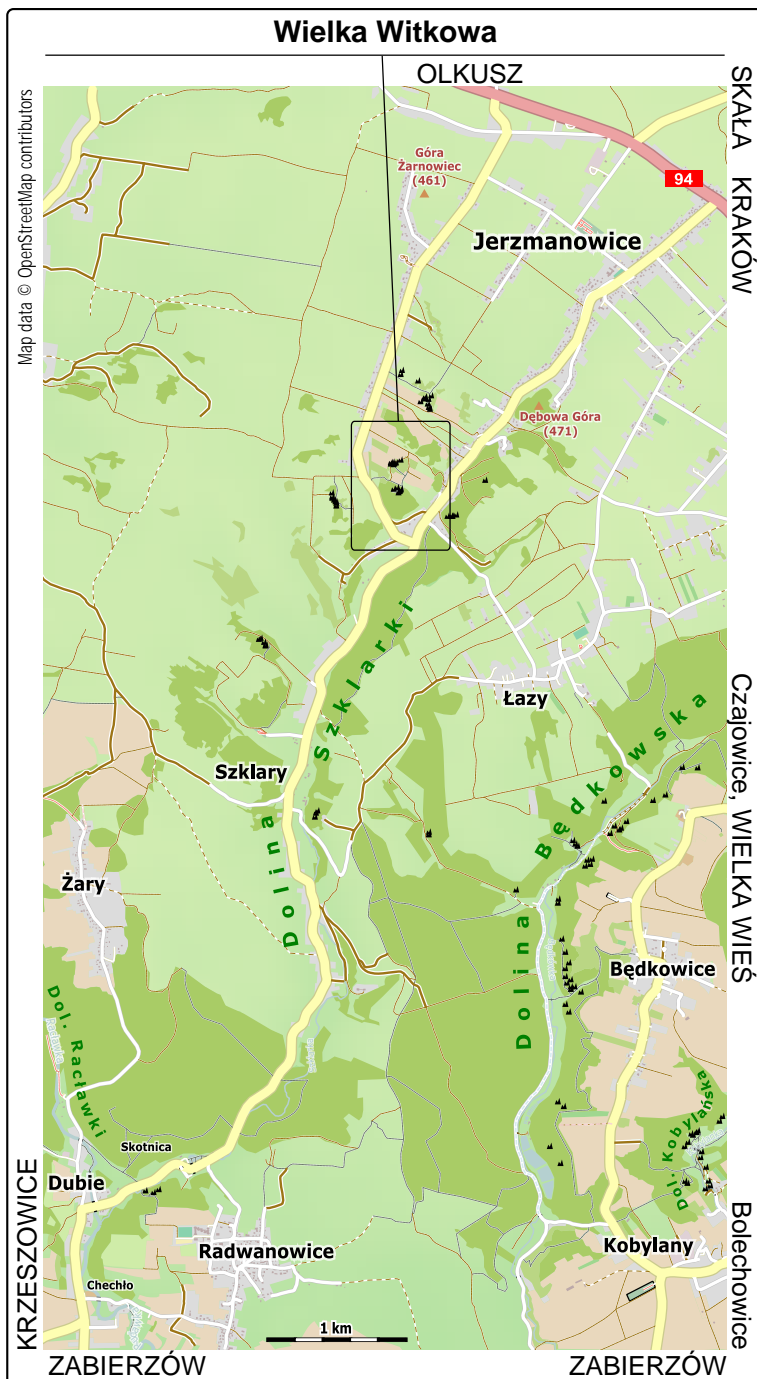 Wielka Witkowa
OLKUSZ
SKAŁA KRAKÓW
Map data © OpenStreetMap contributors
Góra
Żarnowiec
(461)
94
Jerzmanowice
Dębowa Góra
(471)
Dolina Szklarki
Łazy
Szklary
Dolina Będkowska
Czajowice, WIELKA WIEŚ
Żary
Będkowice
Dol. Racławki
Racławka
Dol. Kobylańska
Skotnica
Dubie
KRZESZOWICE
Radwanowice
Kobylany
Bolechowice
Chechło
1 km
ZABIERZÓW
ZABIERZÓW